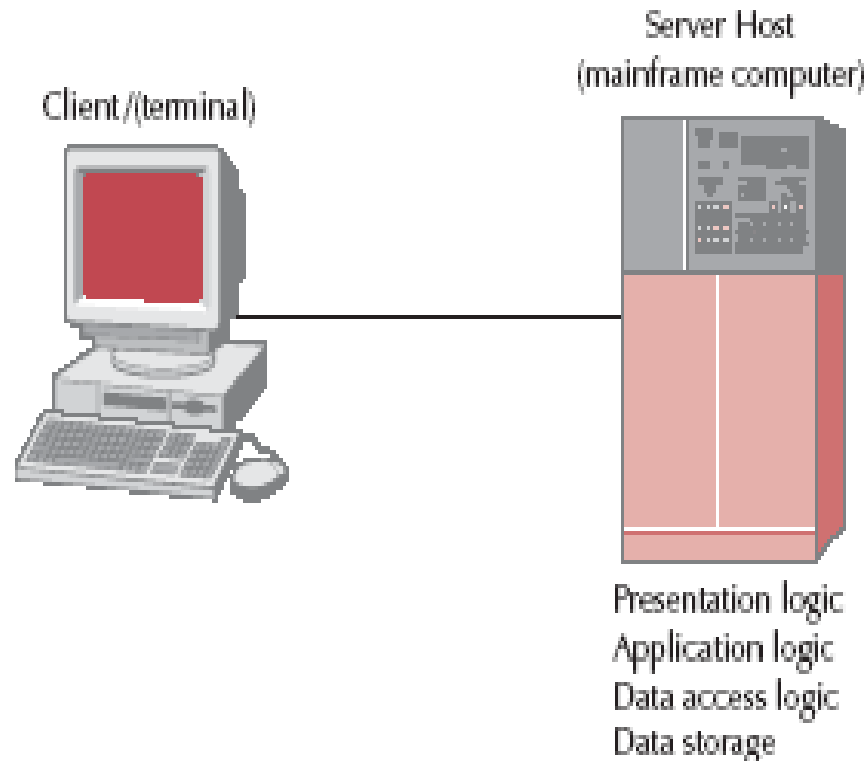 Server Host
(mainframe computer)
Client/(terminal)
Presentation logic
Application logic
Data access logic
Data storage